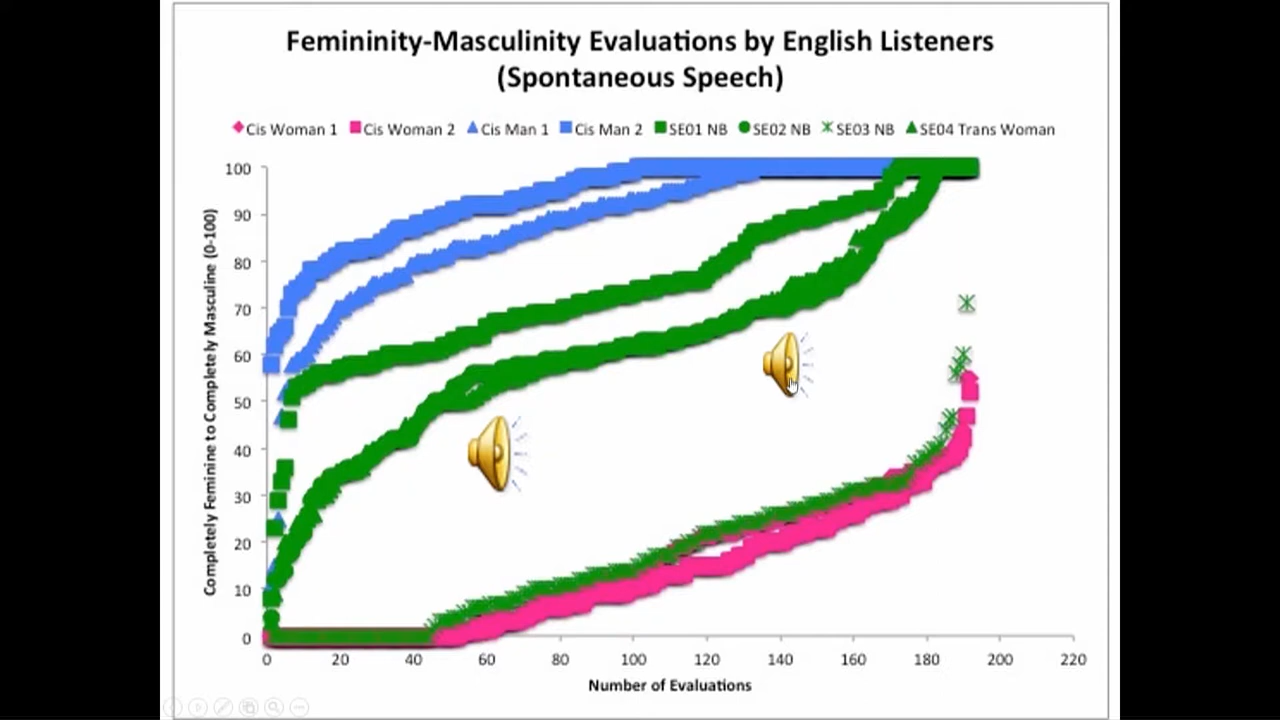 Femininity-Masculinity Evaluations by English Listeners
(Spontaneous Speech)
Cis Woman 1 Cis Woman 2 Cis Man 1 Cis Man 2 SE01 NB SE02 NB SE03 NB SE04 Trans Woman
Completely Feminine to Completely Masculine (0-100)
100
90
80
70
60
50
40
30
20
10
0
0 20 40 60 80 100 120 140 160 180 200 220
Number of Evaluations